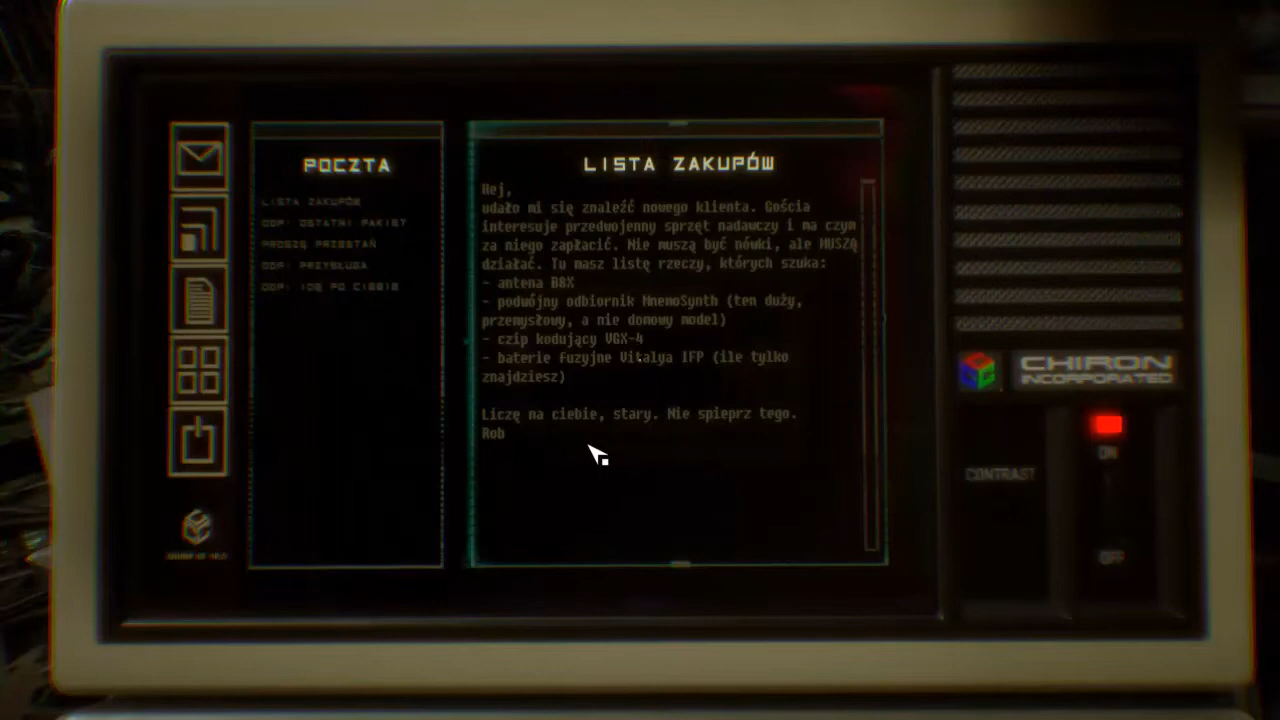 POCZTA
LISTA ZAKUPÓW
ODP: OSTATNI PAKIET
PROSZĘ PRZESTAŃ
ODP: PRZYSŁUGA
ODP: IDĘ PO CIEBIE
LISTA ZAKUPÓW
Hej,
udało mi się znaleźć nowego klienta. Gościa
interesuje przedwojenny sprzęt nadawczy i ma czym
za niego zapłacić. Nie muszą być nówki, ale MUSZĄ
działać. Tu masz listę rzeczy, których szuka:
- antena B8X
- podwójny odbiornik MnemoSynth (ten duży,
przemysłowy, a nie domowy model)
- czip kodujący VGX-4
- baterie fuzyjne Vitalya IFP (ile tylko
znajdziesz)
Liczę na ciebie, stary. Nie spieprz tego.
Rob
CHIRON
INCORPORATED
CONTRAST
ON
OFF